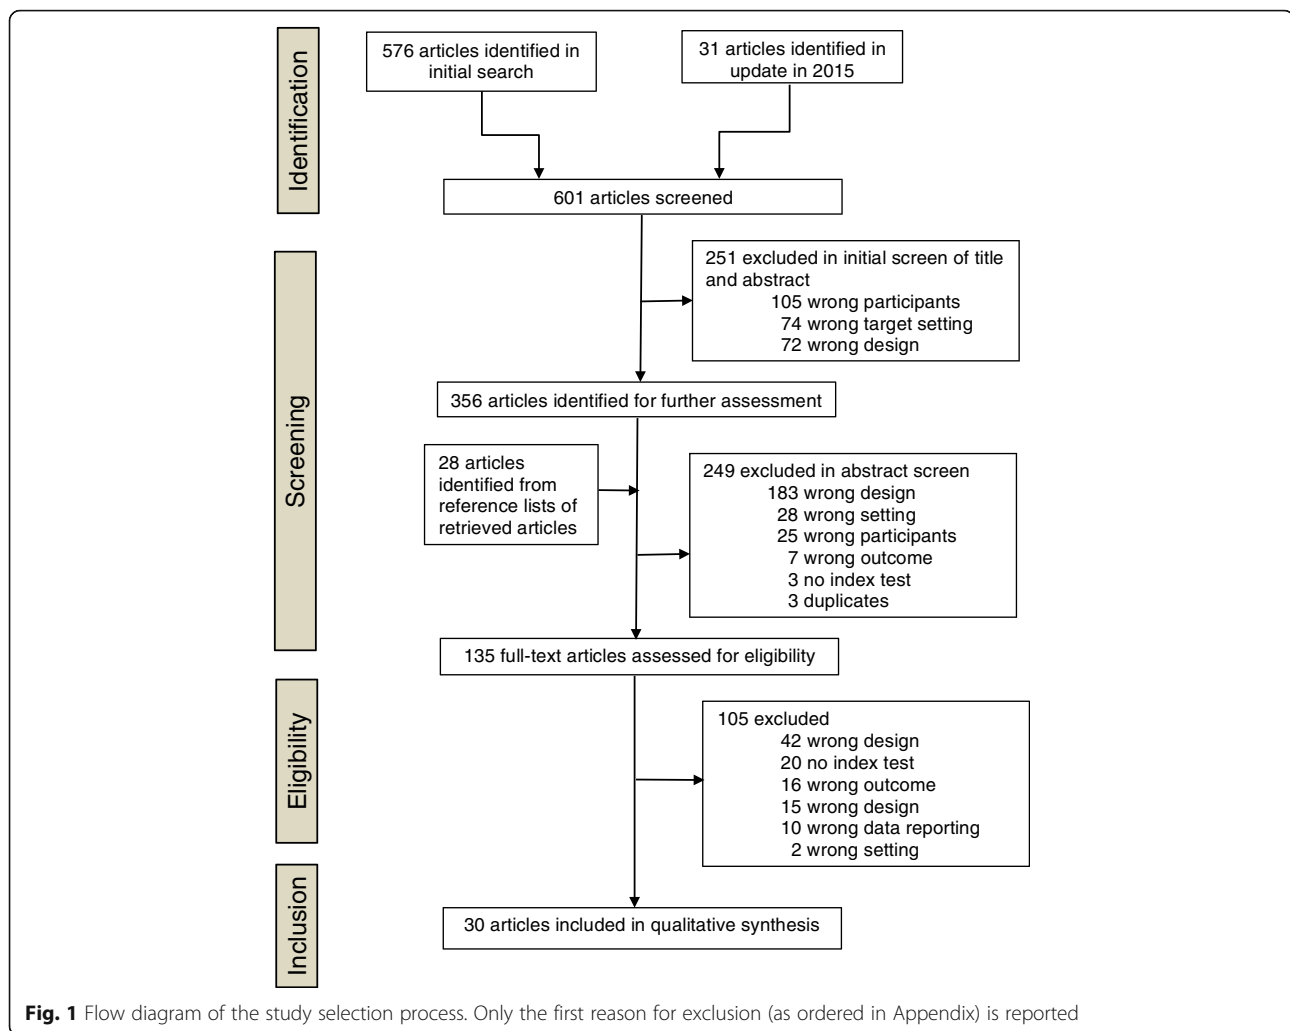 Identification
576 articles identified in
initial search
31 articles identified in
update in 2015
601 articles screened
Screening
251 excluded in initial screen of title
and abstract
105 wrong participants
74 wrong target setting
72 wrong design
356 articles identified for further assessment
28 articles
identified from
reference lists of
retrieved articles
249 excluded in abstract screen
183 wrong design
28 wrong setting
25 wrong participants
7 wrong outcome
3 no index test
3 duplicates
135 full-text articles assessed for eligibility
Eligibility
105 excluded
42 wrong design
20 no index test
16 wrong outcome
15 wrong design
10 wrong data reporting
2 wrong setting
Inclusion
30 articles included in qualitative synthesis
Fig. 1 Flow diagram of the study selection process. Only the first reason for exclusion (as ordered in Appendix) is reported